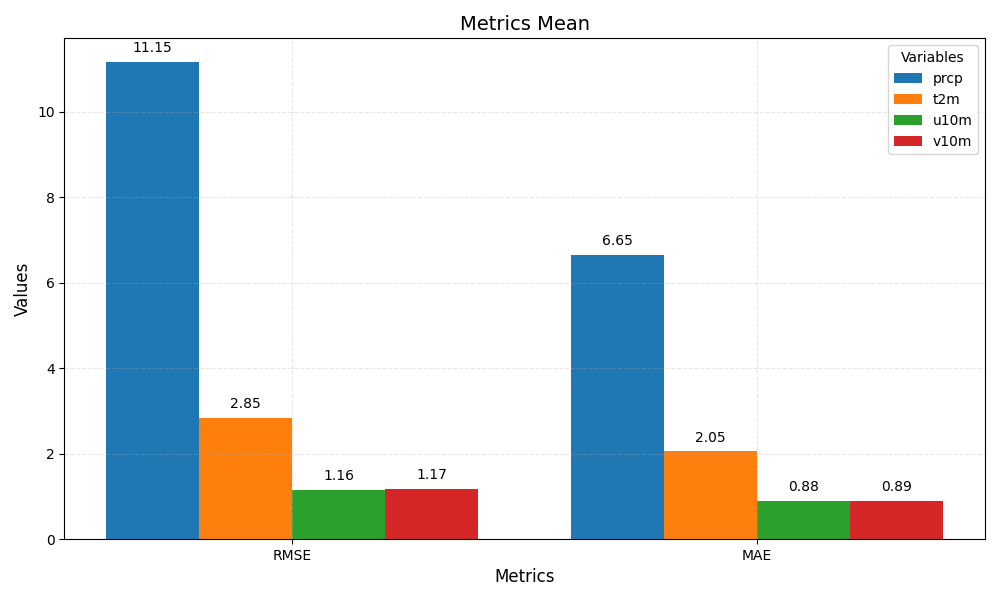 Metrics Mean
Variables
prcp
t2m
u10m
v10m
11.15
2.85
1.16
1.17
6.65
2.05
0.88
0.89
Values
10
8
6
4
2
0
RMSE
MAE
Metrics